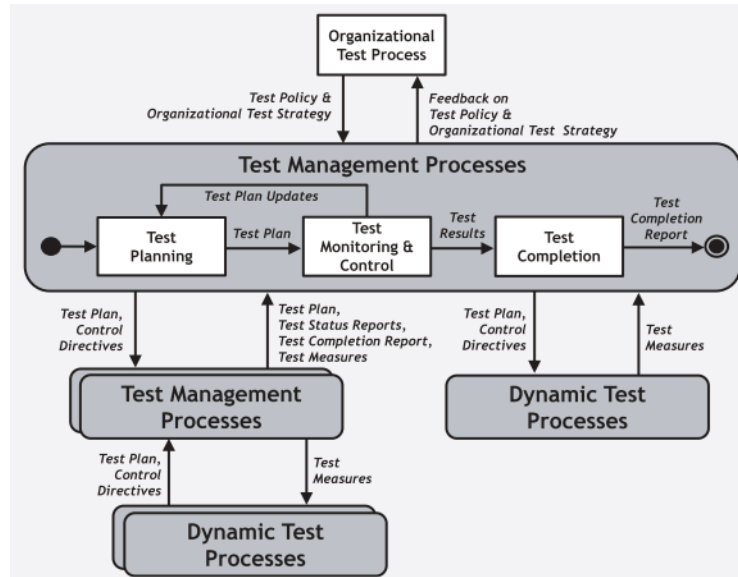 Organizational
Test Process
Test Policy &
Organizational Test Strategy
Feedback on
Test Policy &
Organizational Test Strategy
Test Management Processes
Test Plan Updates
Test
Planning
Test Plan
Test
Monitoring &
Control
Test
Results
Test
Completion
Test
Completion
Report
Test Plan,
Control
Directives
Test Plan,
Test Status Reports,
Test Completion Report,
Test Measures
Test Plan,
Control
Directives
Test
Measures
Test Management
Processes
Dynamic Test
Processes
Test Plan,
Control
Directives
Test
Measures
Dynamic Test
Processes